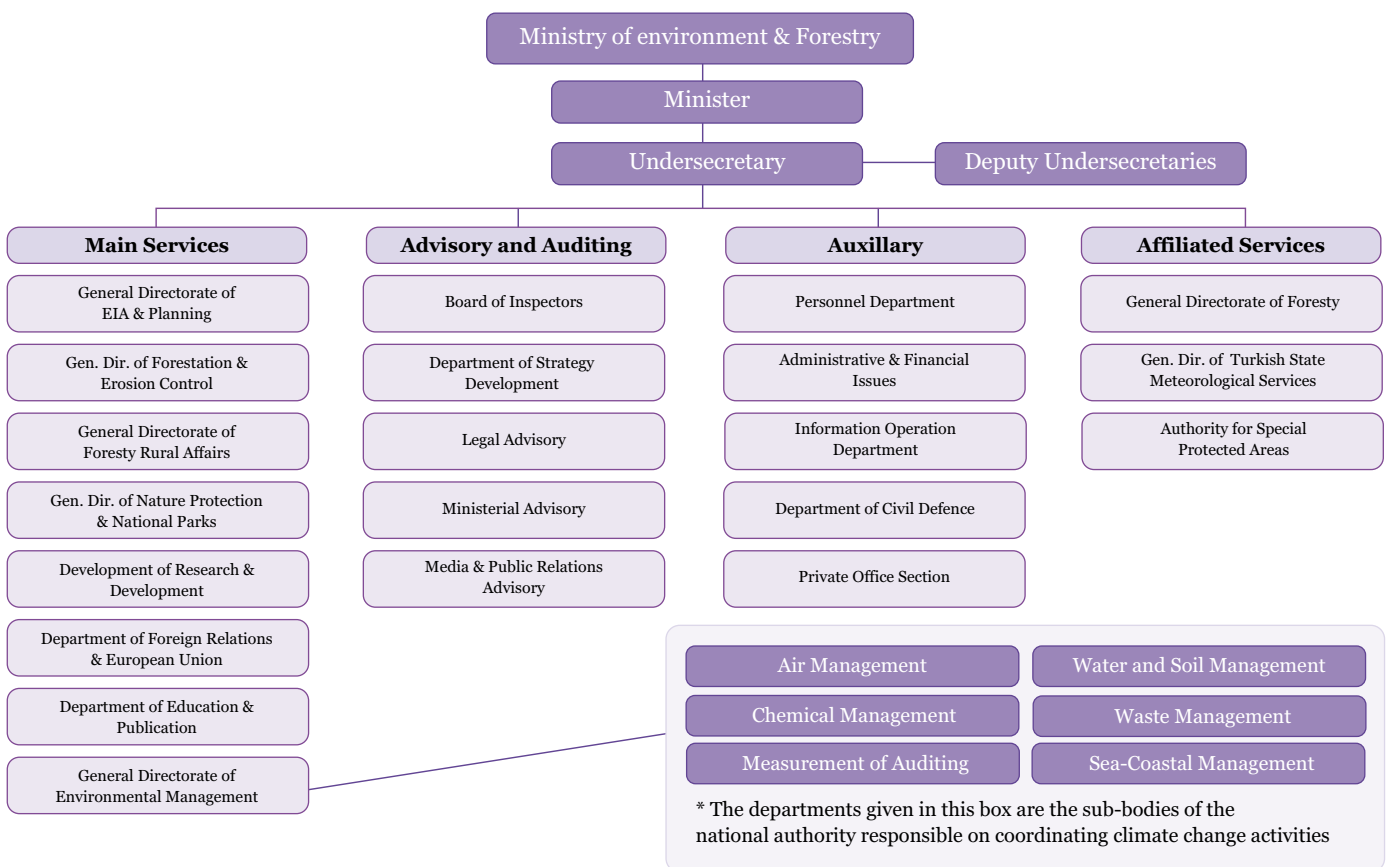 Ministry of environment & Forestry
Minister
Undersecretary
Deputy Undersecretaries
Main Services
General Directorate of
EIA & Planning
Gen. Dir. of Forestation &
Erosion Control
General Directorate of
Foresty Rural Affairs
Gen. Dir. of Nature Protection
& National Parks
Development of Research &
Development
Department of Foreign Relations
& European Union
Department of Education &
Publication
General Directorate of
Environmental Management
Advisory and Auditing
Board of Inspectors
Department of Strategy
Development
Legal Advisory
Ministerial Advisory
Media & Public Relations
Advisory
Auxillary
Personnel Department
Administrative & Financial
Issues
Information Operation
Department
Department of Civil Defence
Private Office Section
Affiliated Services
General Directorate of Foresty
Gen. Dir. of Turkish State
Meteorological Services
Authority for Special
Protected Areas
Air Management
Water and Soil Management
Chemical Management
Waste Management
Measurement of Auditing
Sea-Coastal Management
* The departments given in this box are the sub-bodies of the
national authority responsible on coordinating climate change activities